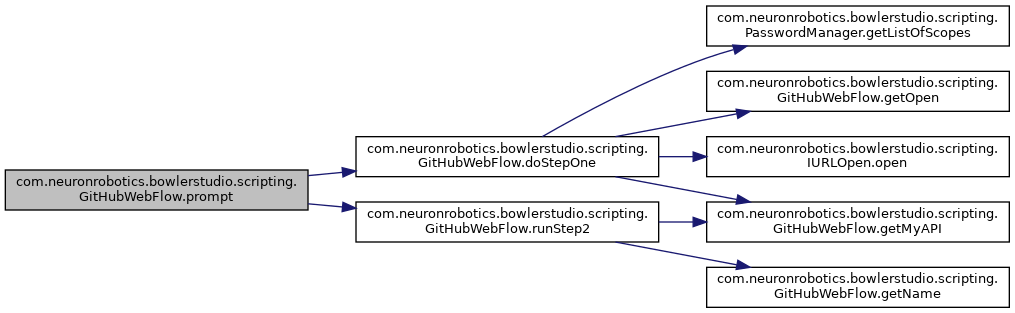 com.neuronrobotics.bowlerstudio.scripting.
GitHubWebFlow.prompt
com.neuronrobotics.bowlerstudio.scripting.
GitHubWebFlow.doStepOne
com.neuronrobotics.bowlerstudio.scripting.
GitHubWebFlow.runStep2
com.neuronrobotics.bowlerstudio.scripting.
PasswordManager.getListOfScopes
com.neuronrobotics.bowlerstudio.scripting.
GitHubWebFlow.getOpen
com.neuronrobotics.bowlerstudio.scripting.
IURLOpen.open
com.neuronrobotics.bowlerstudio.scripting.
GitHubWebFlow.getMyAPI
com.neuronrobotics.bowlerstudio.scripting.
GitHubWebFlow.getName